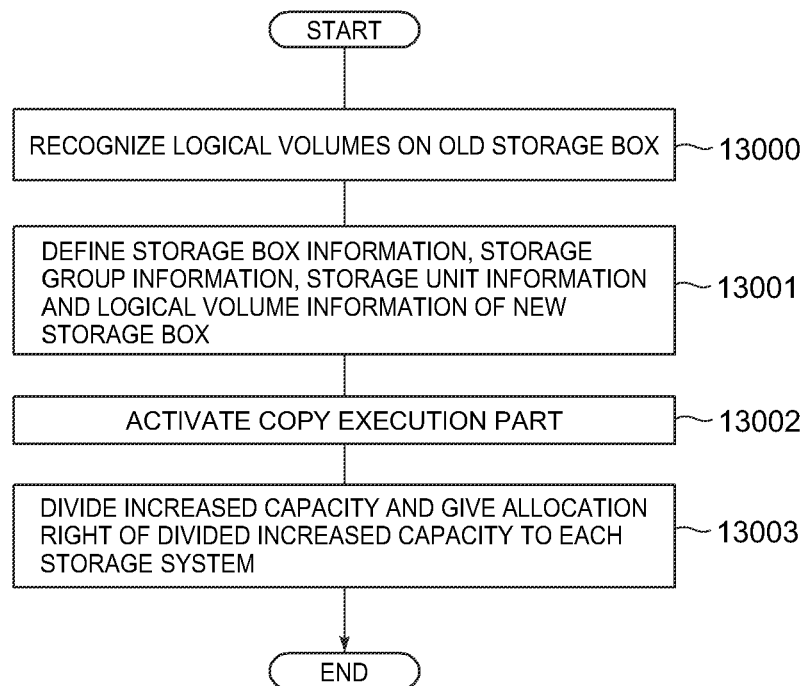 START
RECOGNIZE LOGICAL VOLUMES ON OLD STORAGE BOX
13000
DEFINE STORAGE BOX INFORMATION, STORAGE
GROUP INFORMATION, STORAGE UNIT INFORMATION
AND LOGICAL VOLUME INFORMATION OF NEW
STORAGE BOX
13001
ACTIVATE COPY EXECUTION PART
13002
DIVIDE INCREASED CAPACITY AND GIVE ALLOCATION
RIGHT OF DIVIDED INCREASED CAPACITY TO EACH
STORAGE SYSTEM
13003
END